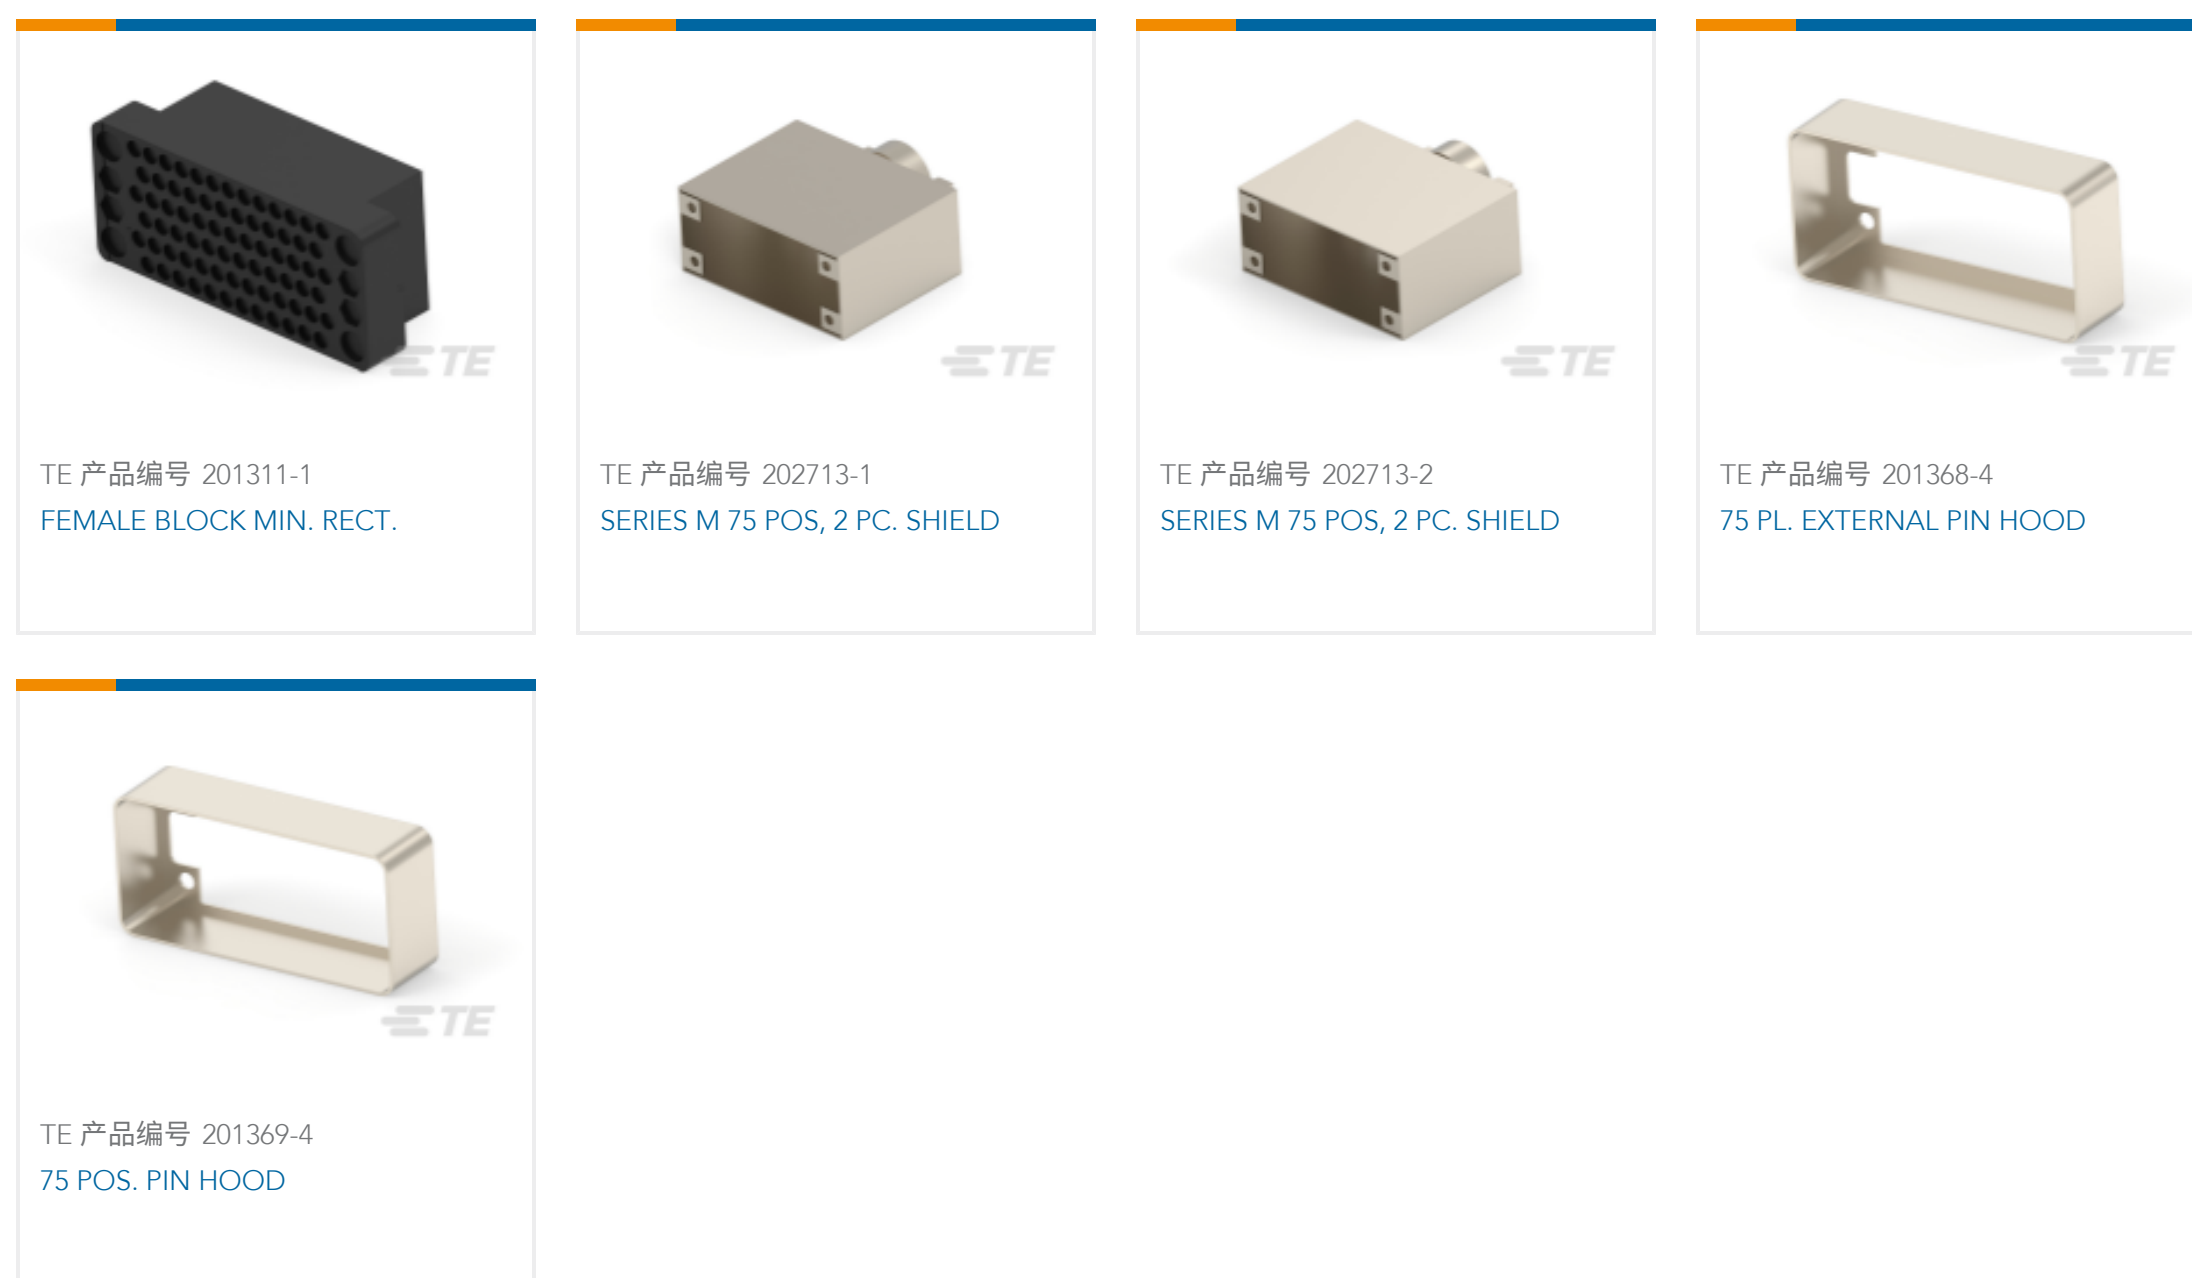 TE
TE 产品编号 201311-1
FEMALE BLOCK MIN. RECT.
TE
TE 产品编号 202713-1
SERIES M 75 POS, 2 PC. SHIELD
TE
TE 产品编号 202713-2
SERIES M 75 POS, 2 PC. SHIELD
TE
TE 产品编号 201368-4
75 PL. EXTERNAL PIN HOOD
TE
TE 产品编号 201369-4
75 POS. PIN HOOD